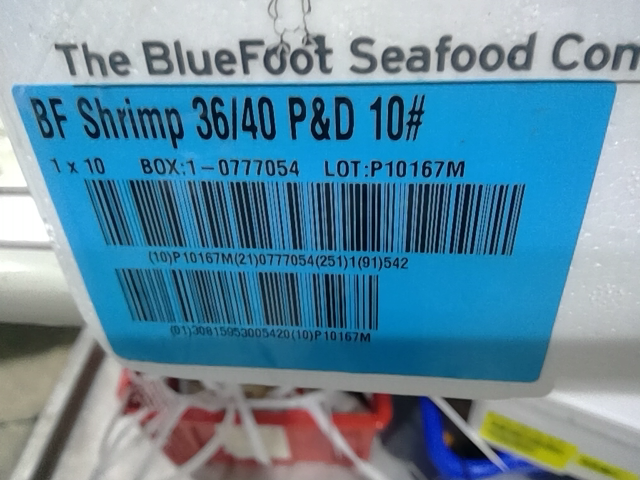 The BlueFoot Seafood Com
BF Shrimp 36/40 P&D 10#
1 x 10 BOX:1-0777054 LOT:P10167M
(10)P10167M(21)0777054(251)1(91)542
(01)30815953005420(10)P10167M